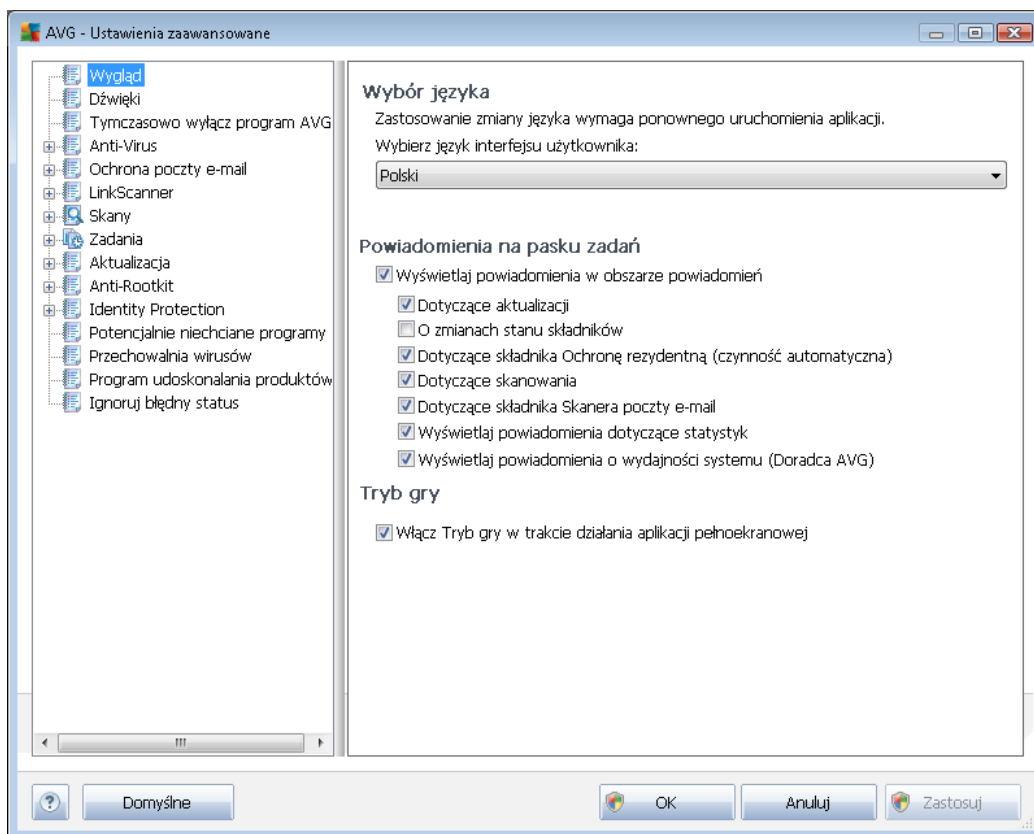 AVG - Ustawienia zaawansowane
Wygląd
Dźwięki
Tymczasowo wyłącz program AVG
Anti-Virus
Ochrona poczty e-mail
LinkScanner
Skany
Zadania
Aktualizacja
Anti-Rootkit
Identity Protection
Potencjalnie niechciane programy
Przechowalnia wirusów
Program udoskonalania produktów
Ignoruj błędny status
Wybór języka
Zastosowanie zmiany języka wymaga ponownego uruchomienia aplikacji.
Wybierz język interfejsu użytkownika:
Polski
Powiadomienia na pasku zadań
Wyświetlaj powiadomienia w obszarze powiadomień
Dotyczące aktualizacji
O zmianach stanu składników
Dotyczące składnika Ochronę rezydentną (czynność automatyczna)
Dotyczące skanowania
Dotyczące składnika Skanera poczty e-mail
Wyświetlaj powiadomienia dotyczące statystyk
Wyświetlaj powiadomienia o wydajności systemu (Doradca AVG)
Tryb gry
Włącz Tryb gry w trakcie działania aplikacji pełnoekranowej
?
Domyślne
OK
Anuluj
Zastosuj